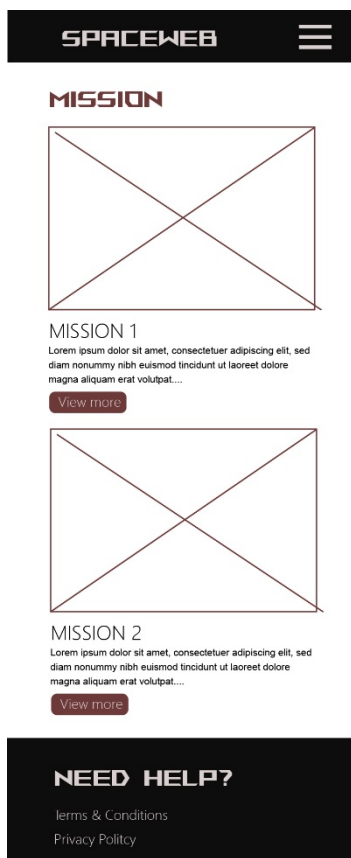 SPACEWEB
MISSION
MISSION 1
Lorem ipsum dolor sit amet, consectetuer adipiscing elit, sed
diam nonummy nibh euismod tincidunt ut laoreet dolore
magna aliquam erat volutpat....
View more
MISSION 2
Lorem ipsum dolor sit amet, consectetuer adipiscing elit, sed
diam nonummy nibh euismod tincidunt ut laoreet dolore
magna aliquam erat volutpat....
View more
NEED HELP?
Terms & Conditions
Privacy Politcy